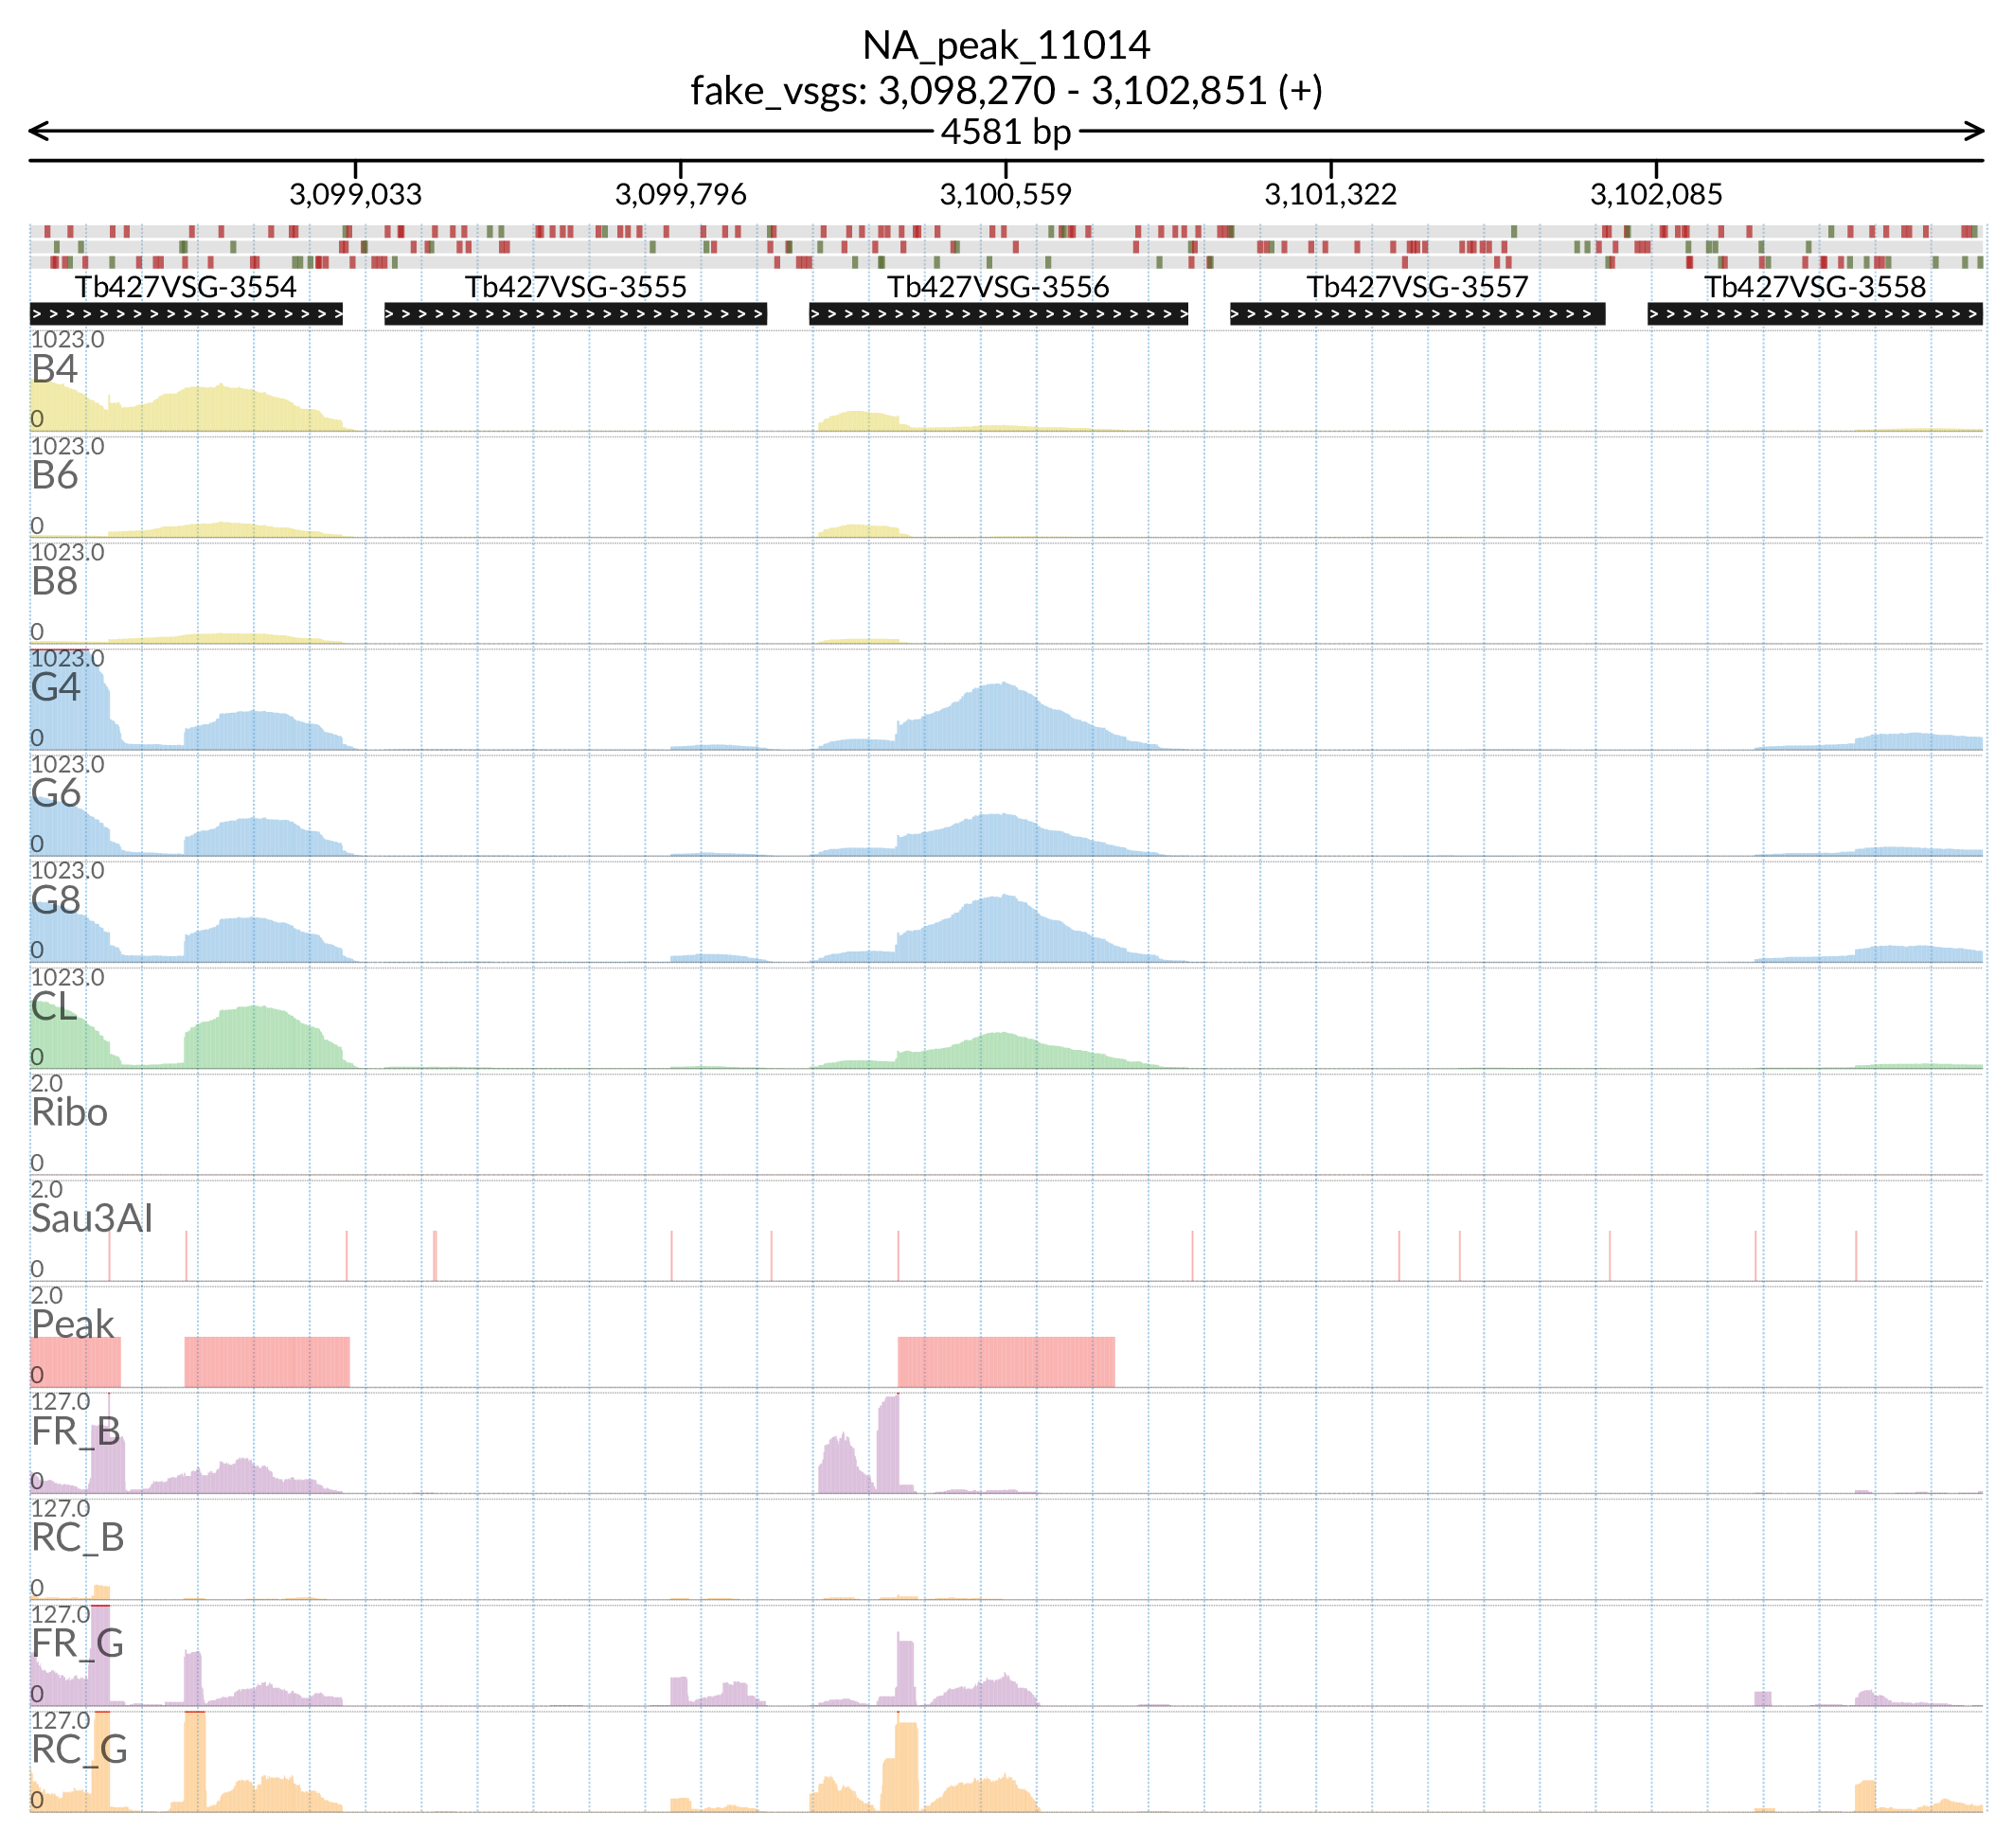 NA_peak_11014
fake_vsgs: 3,098,270 - 3,102,851 (+)
4581 bp
3,099,033 3,099,796 3,100,559 3,101,322 3,102,085
Tb427VSG-3554 Tb427VSG-3555 Tb427VSG-3556 Tb427VSG-3557 Tb427VSG-3558
1023.0
B4
0
1023.0
B6
0
1023.0
B8
0
1023.0
G4
0
1023.0
G6
0
1023.0
G8
0
1023.0
CL
0
2.0
Ribo
0
2.0
Sau3AI
0
2.0
Peak
0
127.0
FR_B
0
127.0
RC_B
0
127.0
FR_G
0
127.0
RC_G
0